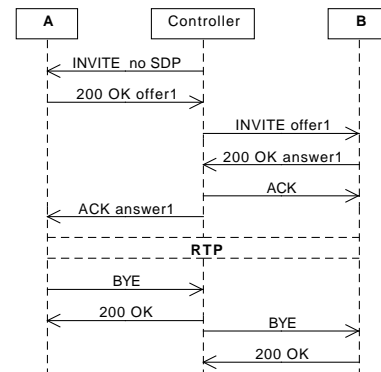 A Controller B
INVITE no SDP
200 OK offer1
INVITE offer1
200 OK answer1
ACK
ACK answer1
RTP
BYE
200 OK
BYE
200 OK